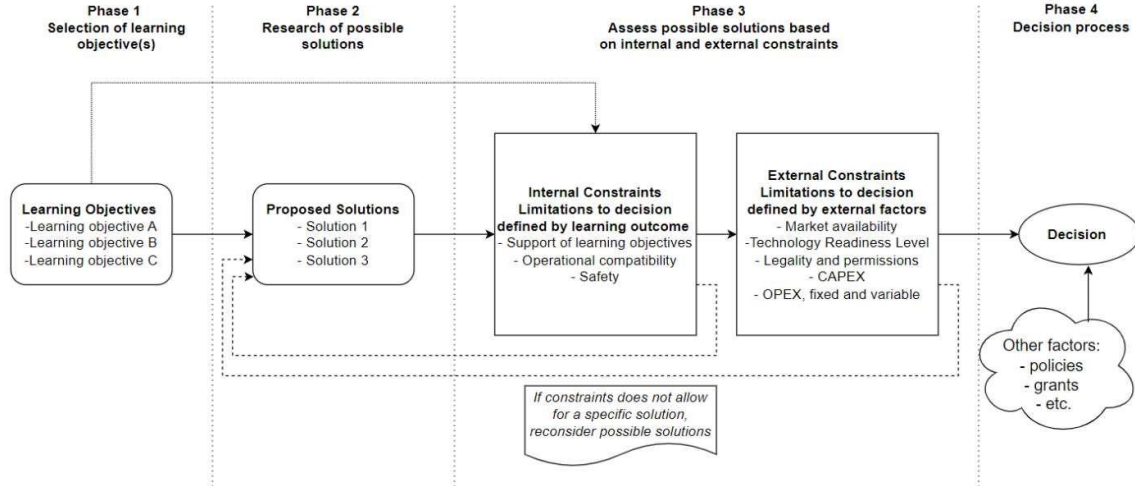 Phase 1
Selection of learning
objective(s)
Phase 2
Research of possible
solutions
Phase 3
Assess possible solutions based
on internal and external constraints
Phase 4
Decision process
Learning Objectives
-Learning objective A
-Learning objective B
-Learning objective C
Proposed Solutions
- Solution 1
- Solution 2
- Solution 3
Internal Constraints
Limitations to decision
defined by learning outcome
- Support of learning objectives
- Operational compatibility
- Safety
External Constraints
Limitations to decision
defined by external factors
- Market availability
-Technology Readiness Level
- Legality and permissions
- CAPEX
- OPEX, fixed and variable
Decision
Other factors:
- policies
- grants
- etc.
If constraints does not allow
for a specific solution,
reconsider possible solutions